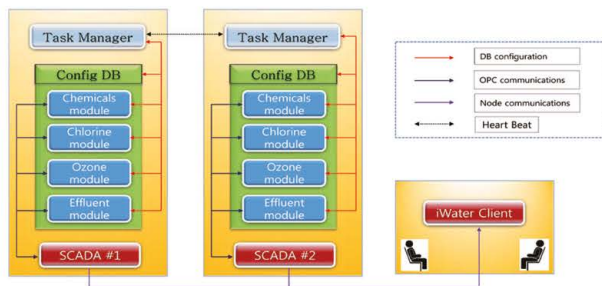 Task Manager
Config DB
Chemicals
module
Chlorine
module
Ozone
module
Effluent
module
SCADA #1
Task Manager
Config DB
Chemicals
module
Chlorine
module
Ozone
module
Effluent
module
SCADA #2
DB configuration
OPC communications
Node communications
Heart Beat
iWater Client